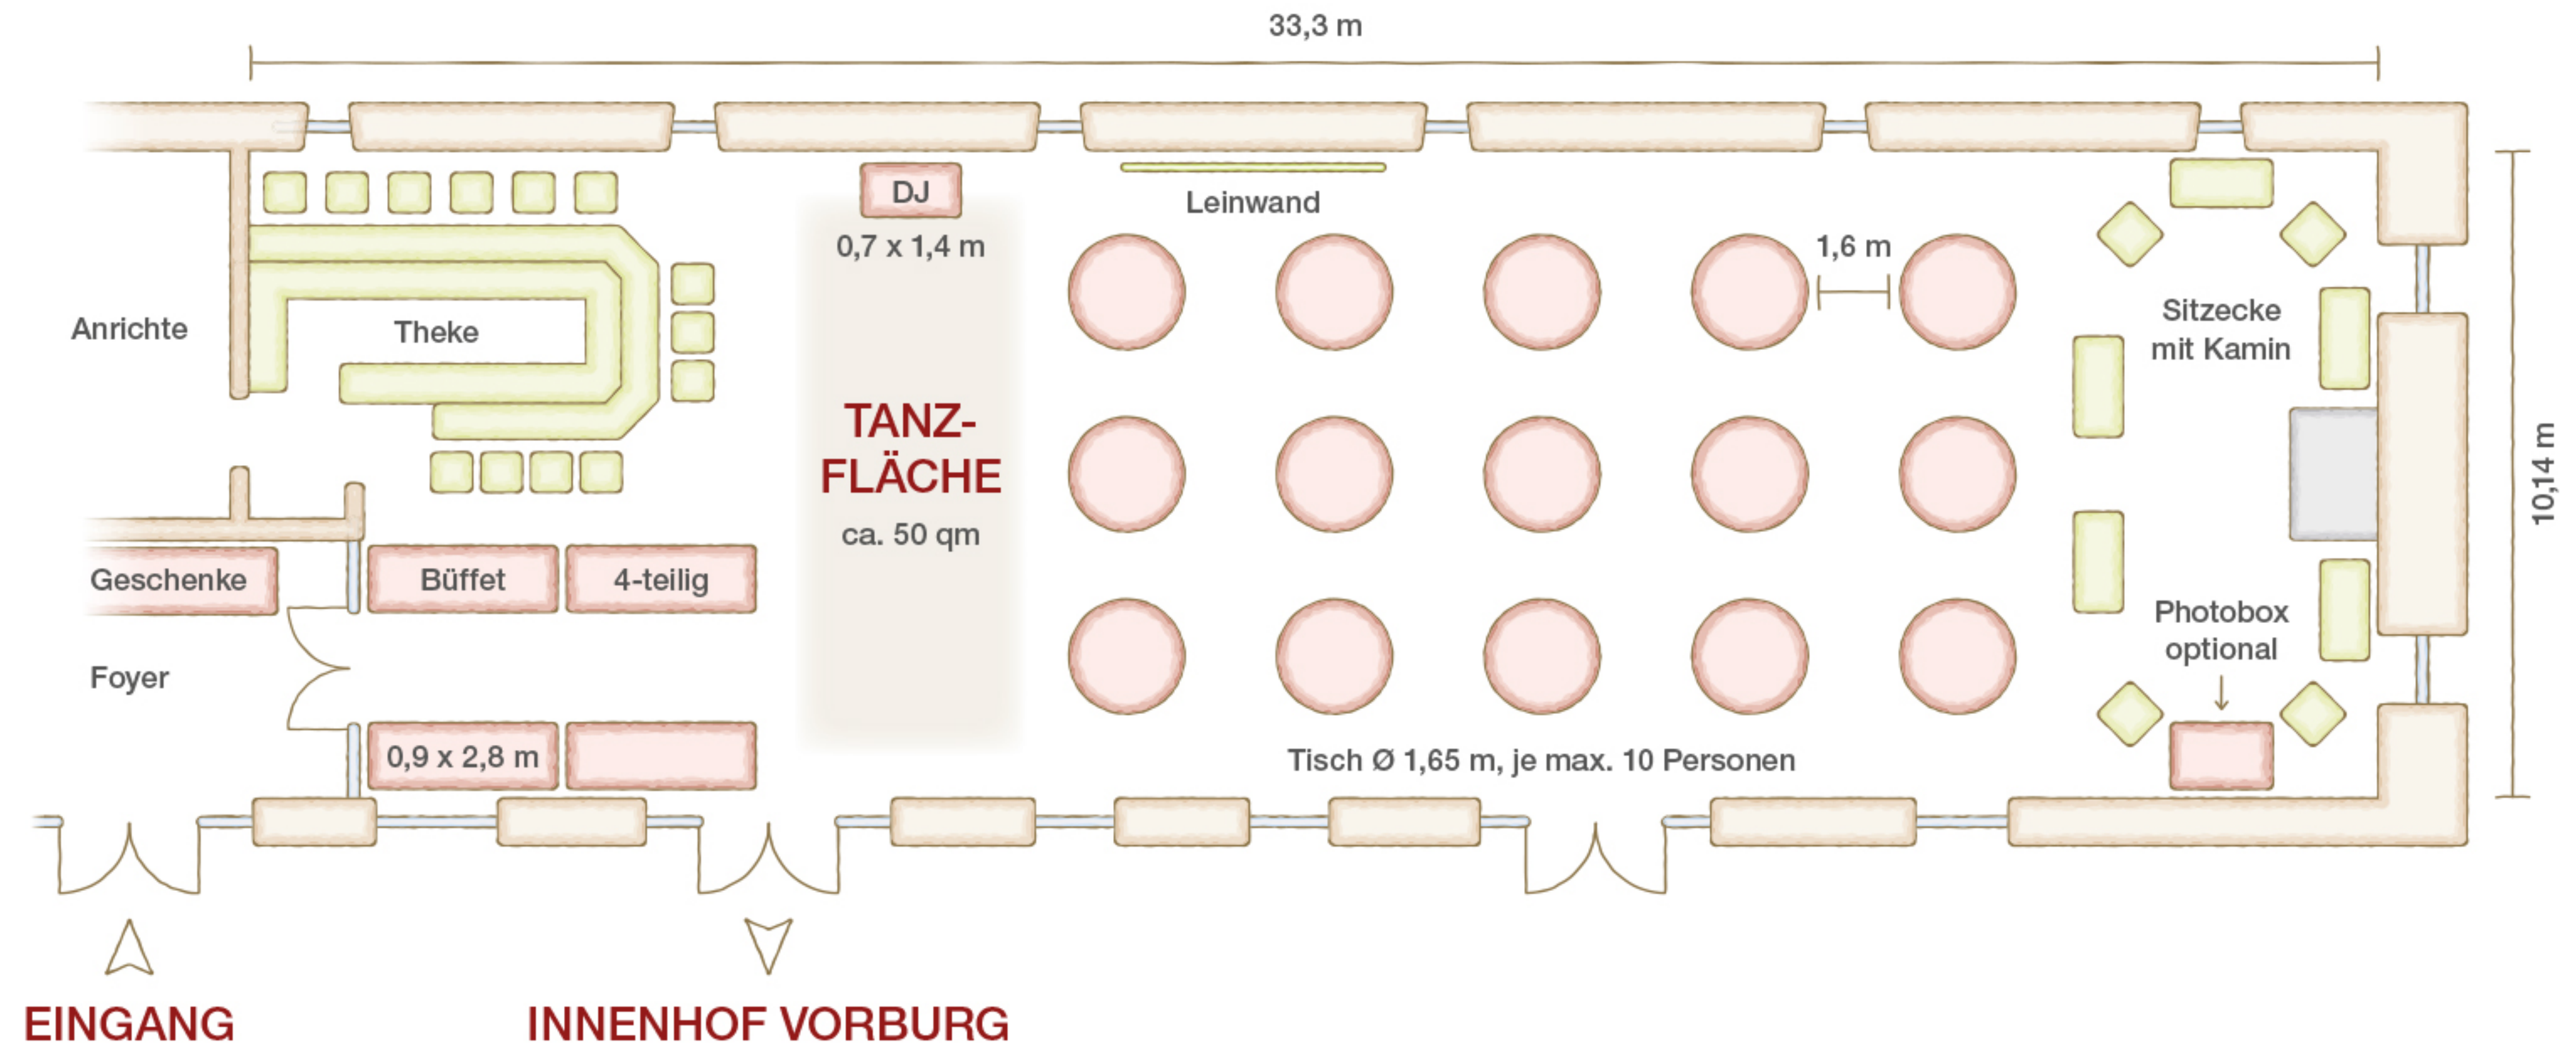 33,3 m
DJ
0,7 x 1,4 m
Leinwand
1,6 m
Anrichte
Theke
Sitzecke
mit Kamin
TANZ-
FLÄCHE
ca. 50 qm
10,14 m
Geschenke
Büffet
4-teilig
Foyer
Photobox
optional
0,9 x 2,8 m
Tisch Ø 1,65 m, je max. 10 Personen
EINGANG
INNENHOF VORBURG